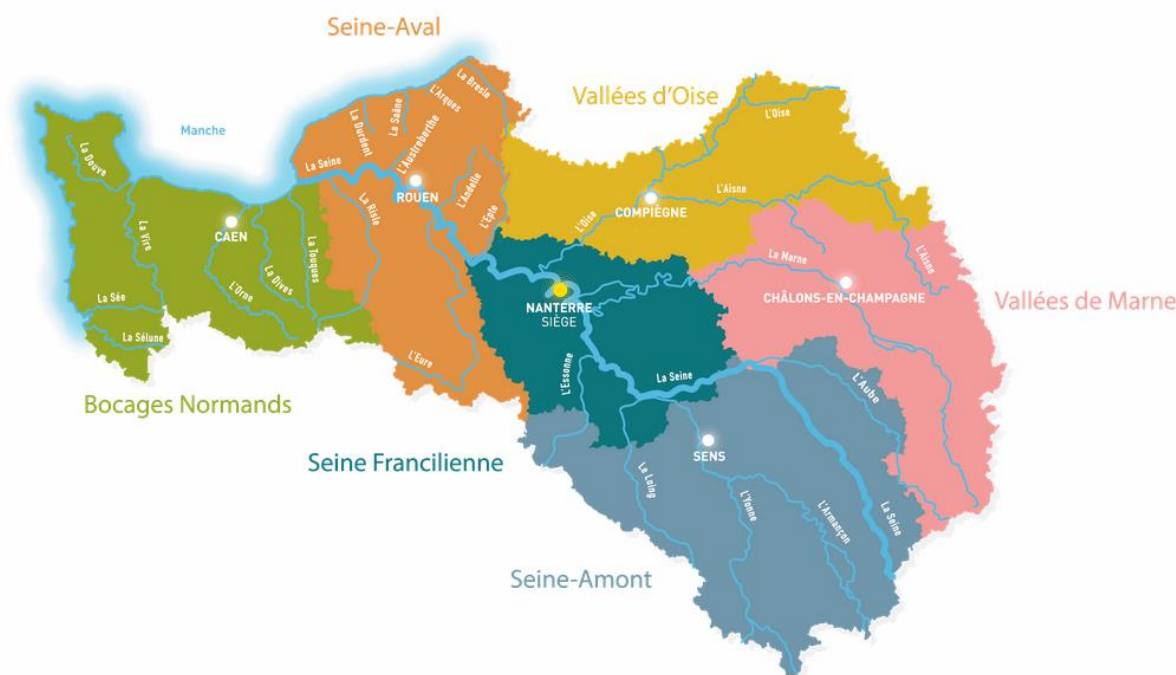 Seine-Aval
Vallées d'Oise
Manche
La Bresle
L'Arques
La Saâne
La Durdent
L'Austreberthe
La Seine
L'Oise
La Douve
ROUEN
L'Andelle
L'Epte
La Risle
COMPIÈGNE
L'Aisne
L'Oise
CAEN
La Vire
La Touques
La Dives
L'Orne
La Marne
L'Aisne
La Sée
La Sélune
NANTERRE
SIÈGE
CHÂLONS-EN-CHAMPAGNE
Vallées de Marne
L'Eure
L'Essonne
La Seine
L'Aube
Bocages Normands
Seine Francilienne
SENS
Le Loing
L'Yonne
L'Armançon
La Seine
Seine-Amont